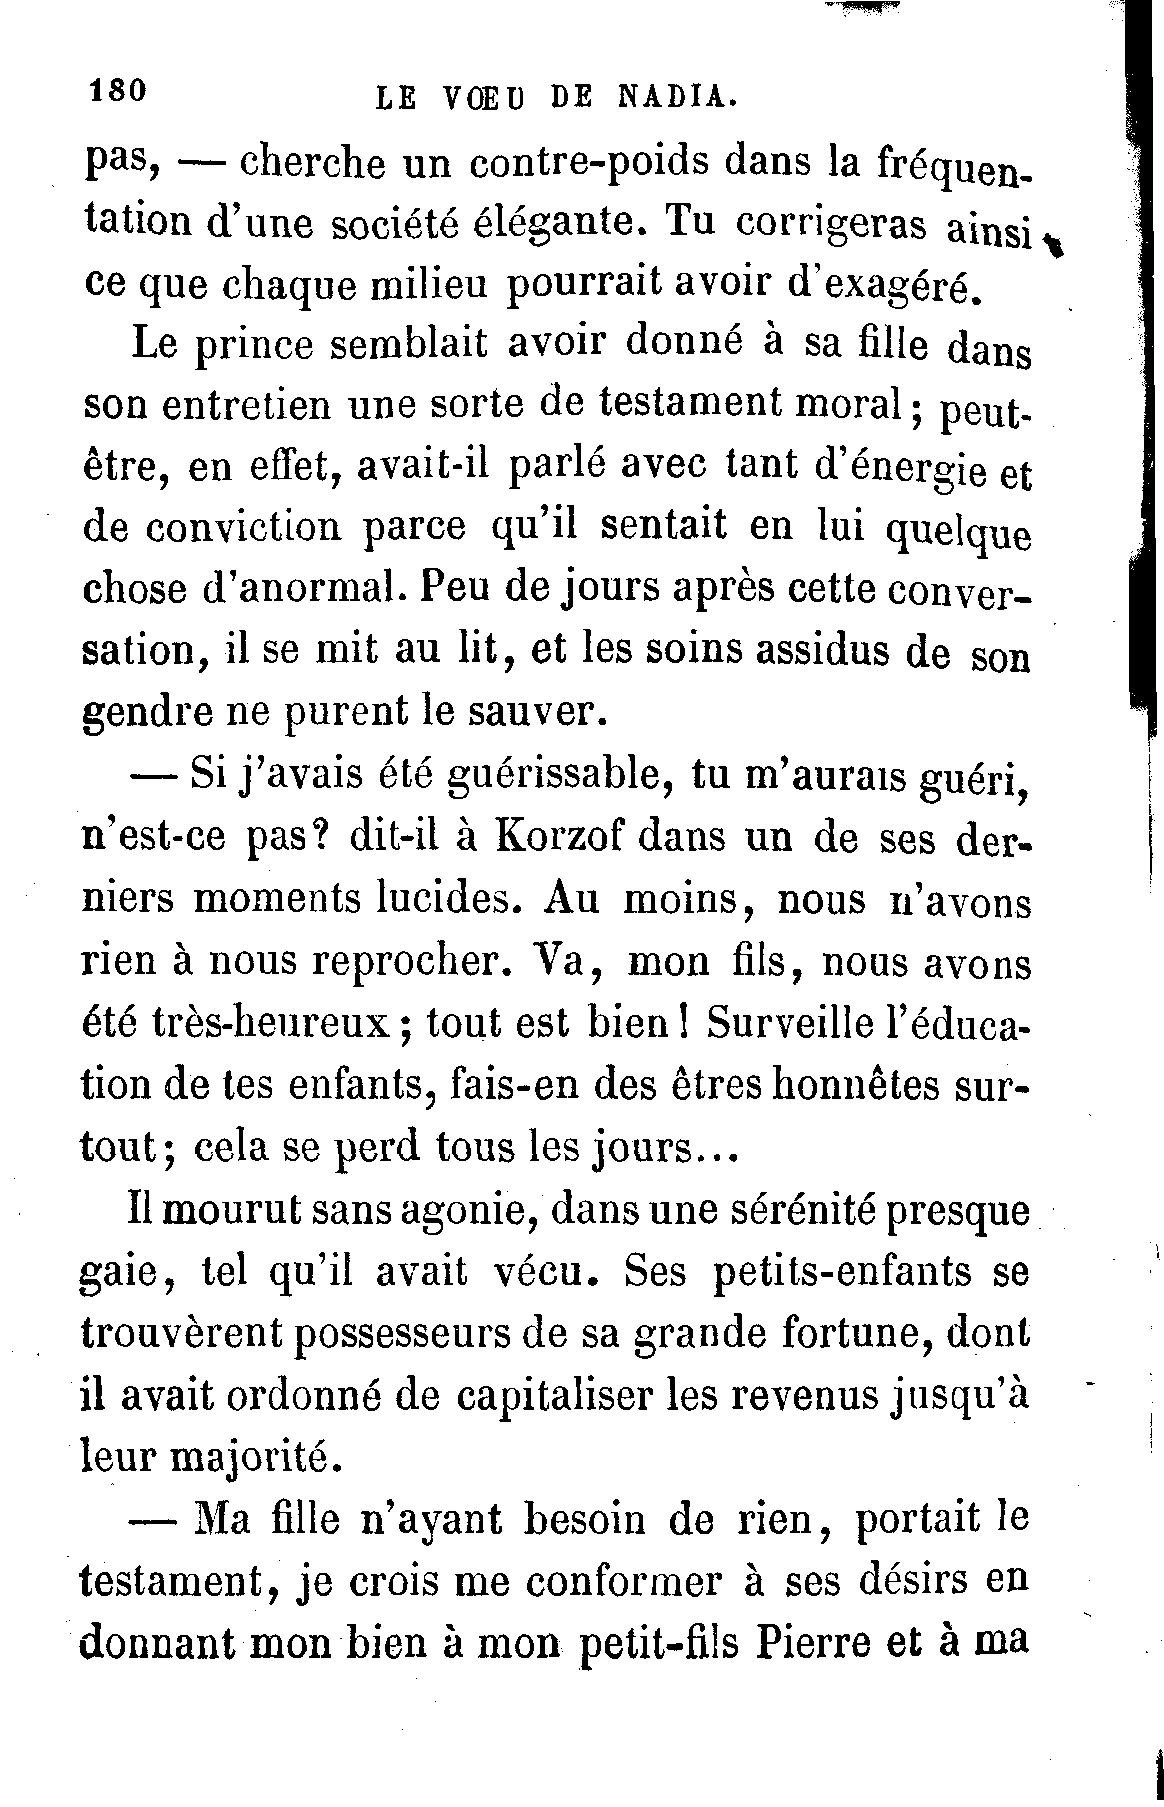 180 LE VŒU DE NADIA.
pas, — cherche un contre-poids dans la fréquen-
tation d'une société élégante. Tu corrigeras ainsi
ce que chaque milieu pourrait avoir d'exagéré.
Le prince semblait avoir donné à sa fille dans
son entretien une sorte de testament moral ; peut-
être, en effet, avait-il parlé avec tant d'énergie et
de conviction parce qu'il sentait en lui quelque
chose d'anormal. Peu de jours après cette conver-
sation, il se mit au lit, et les soins assidus de son
gendre ne purent le sauver.
— Si j'avais été guérissable, tu m'aurais guéri,
n'est-ce pas? dit-il à Korzof dans un de ses der-
niers moments lucides. Au moins, nous n'avons
rien à nous reprocher. Va, mon fils, nous avons
été très-heureux ; tout est bien ! Surveille l'éduca-
tion de tes enfants, fais-en des êtres honnêtes sur-
tout ; cela se perd tous les jours...
Il mourut sans agonie, dans une sérénité presque
gaie, tel qu'il avait vécu. Ses petits-enfants se
trouvèrent possesseurs de sa grande fortune, dont
il avait ordonné de capitaliser les revenus jusqu'à
leur majorité.
— Ma fille n'ayant besoin de rien, portait le
testament, je crois me conformer à ses désirs en
donnant mon bien à mon petit-fils Pierre et à ma